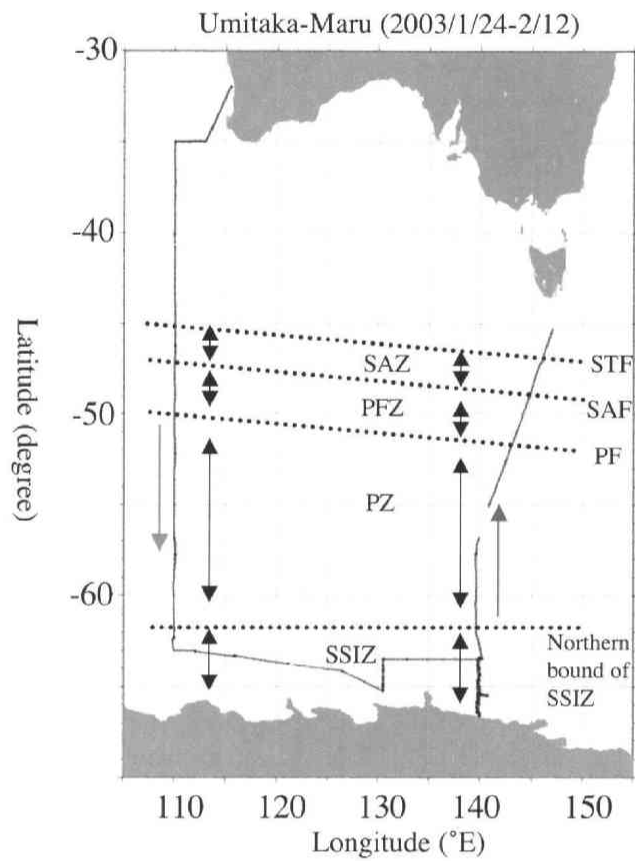 Umitaka-Maru (2003/1/24-2/12)
-30
-40
-50
-60
Latitude (degree)
SAZ
STF
PFZ
SAF
PF
PZ
SSIZ
Northern
bound of
SSIZ
110 120 130 140 150
Longitude (°E)